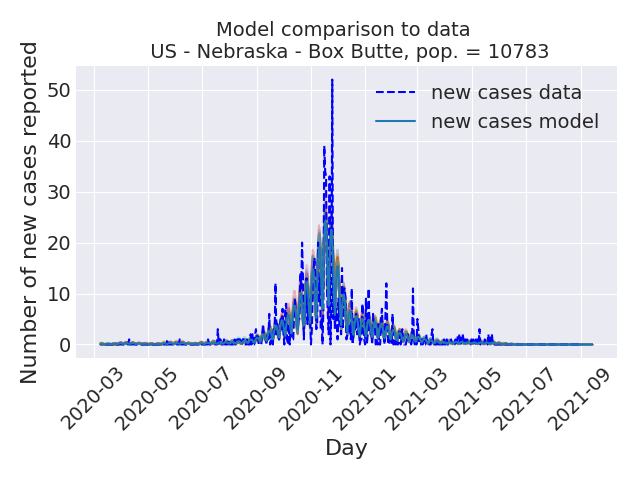 Model comparison to data
US - Nebraska - Box Butte, pop. = 10783
Number of new cases reported
50
40
30
20
10
0
new cases data
new cases model
2020-03
2020-05
2020-07
2020-09
2020-11
2021-01
2021-03
2021-05
2021-07
2021-09
Day